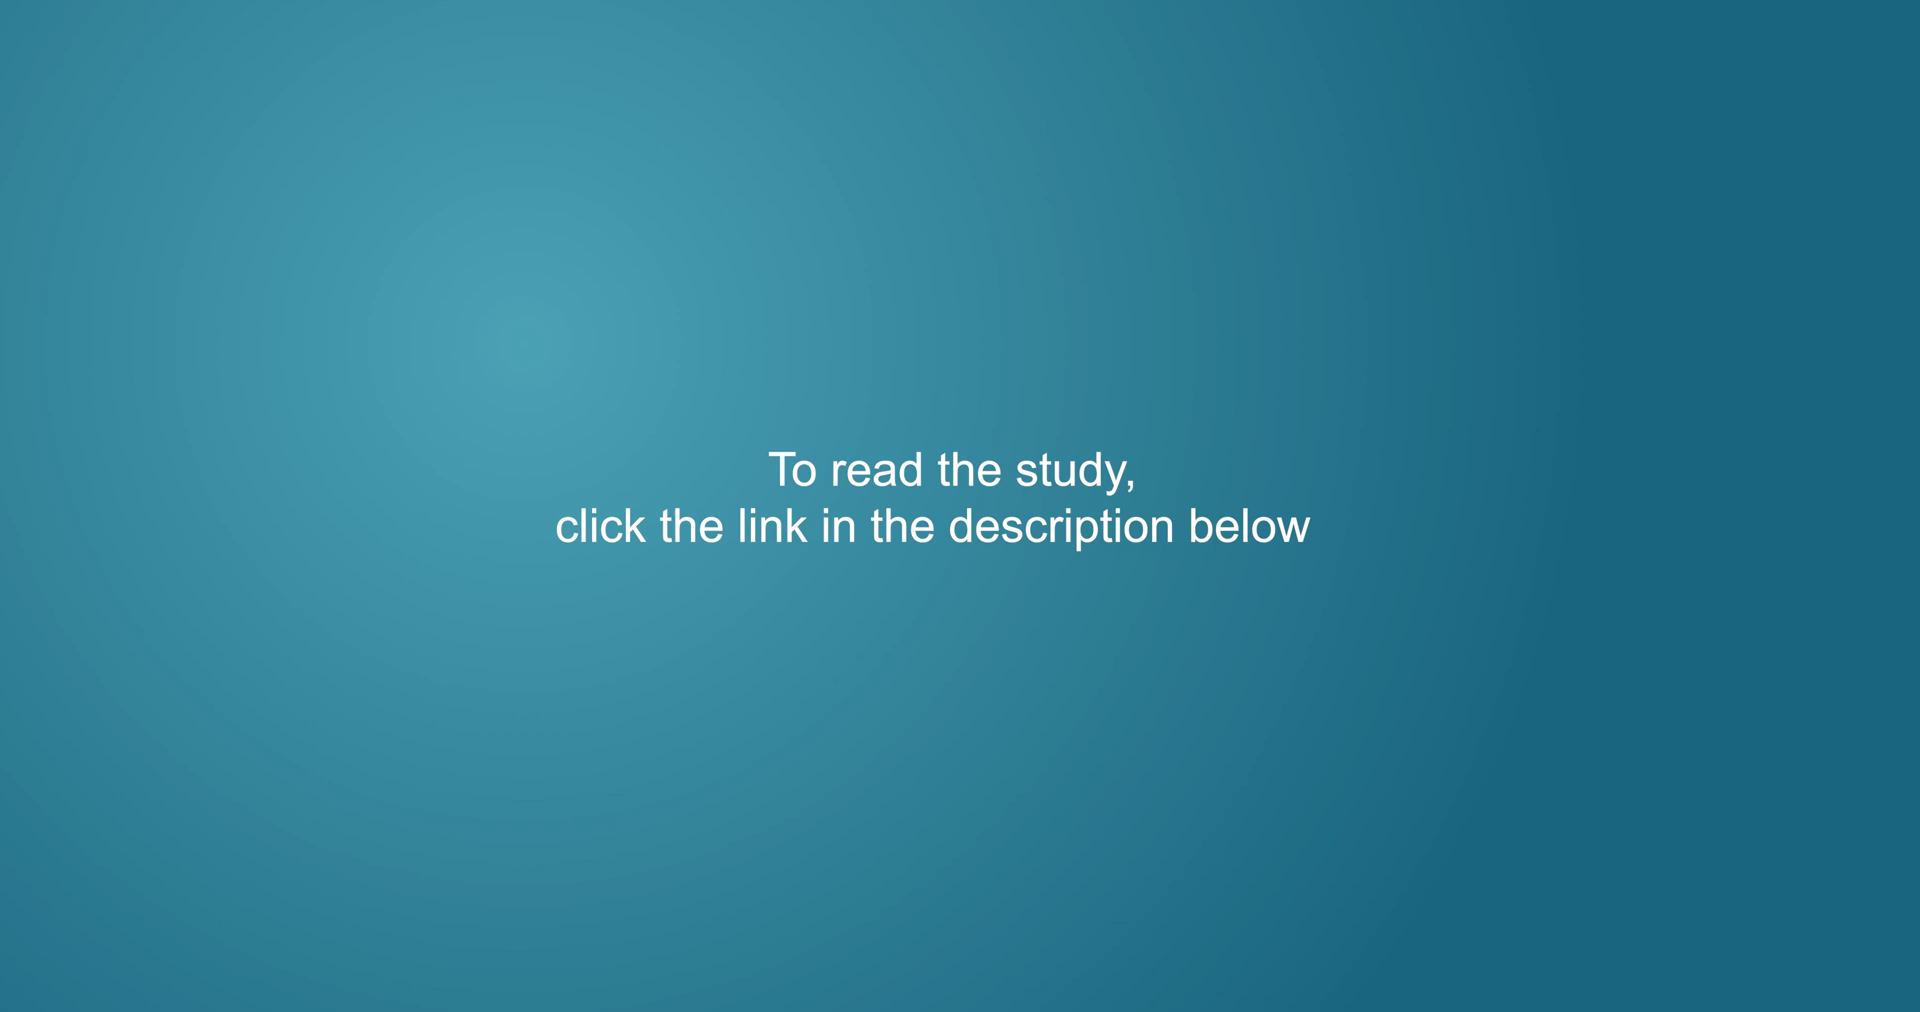 To read the study,
click the link in the description below